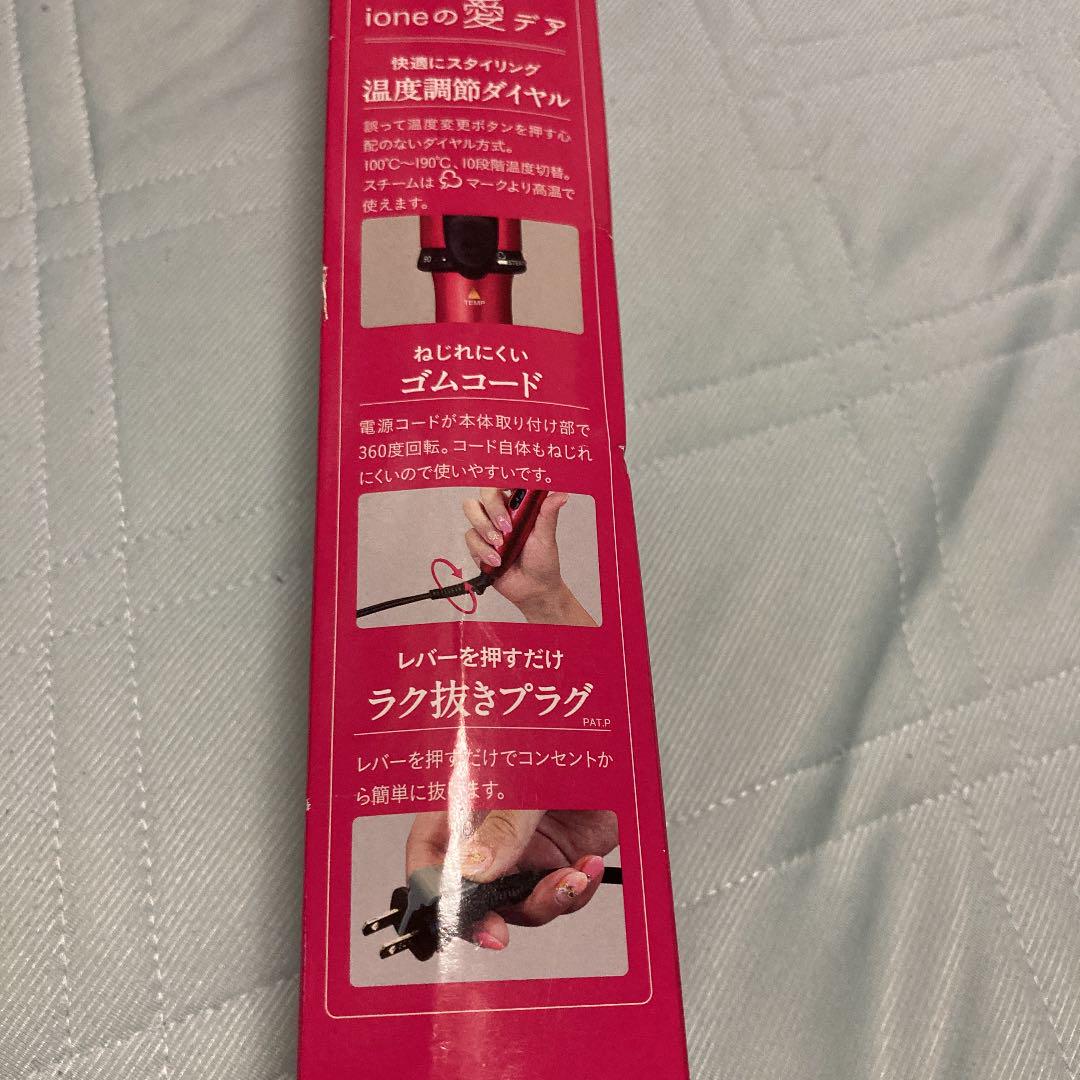 ioneの愛デア
快適にスタイリング
温度調節ダイヤル
誤って温度変更ボタンを押す心
配のないダイヤル方式。
100℃〜190℃、10段階温度切替。
スチームは マークより高温で
使えます。
90
TEMP
ねじれにくい
ゴムコード
電源コードが本体取り付け部で
360度回転。コード自体もねじれ
にくいので使いやすいです。
レバーを押すだけ
ラク抜きプラグ
PAT.P
レバーを押すだけでコンセントか
ら簡単に抜けます。